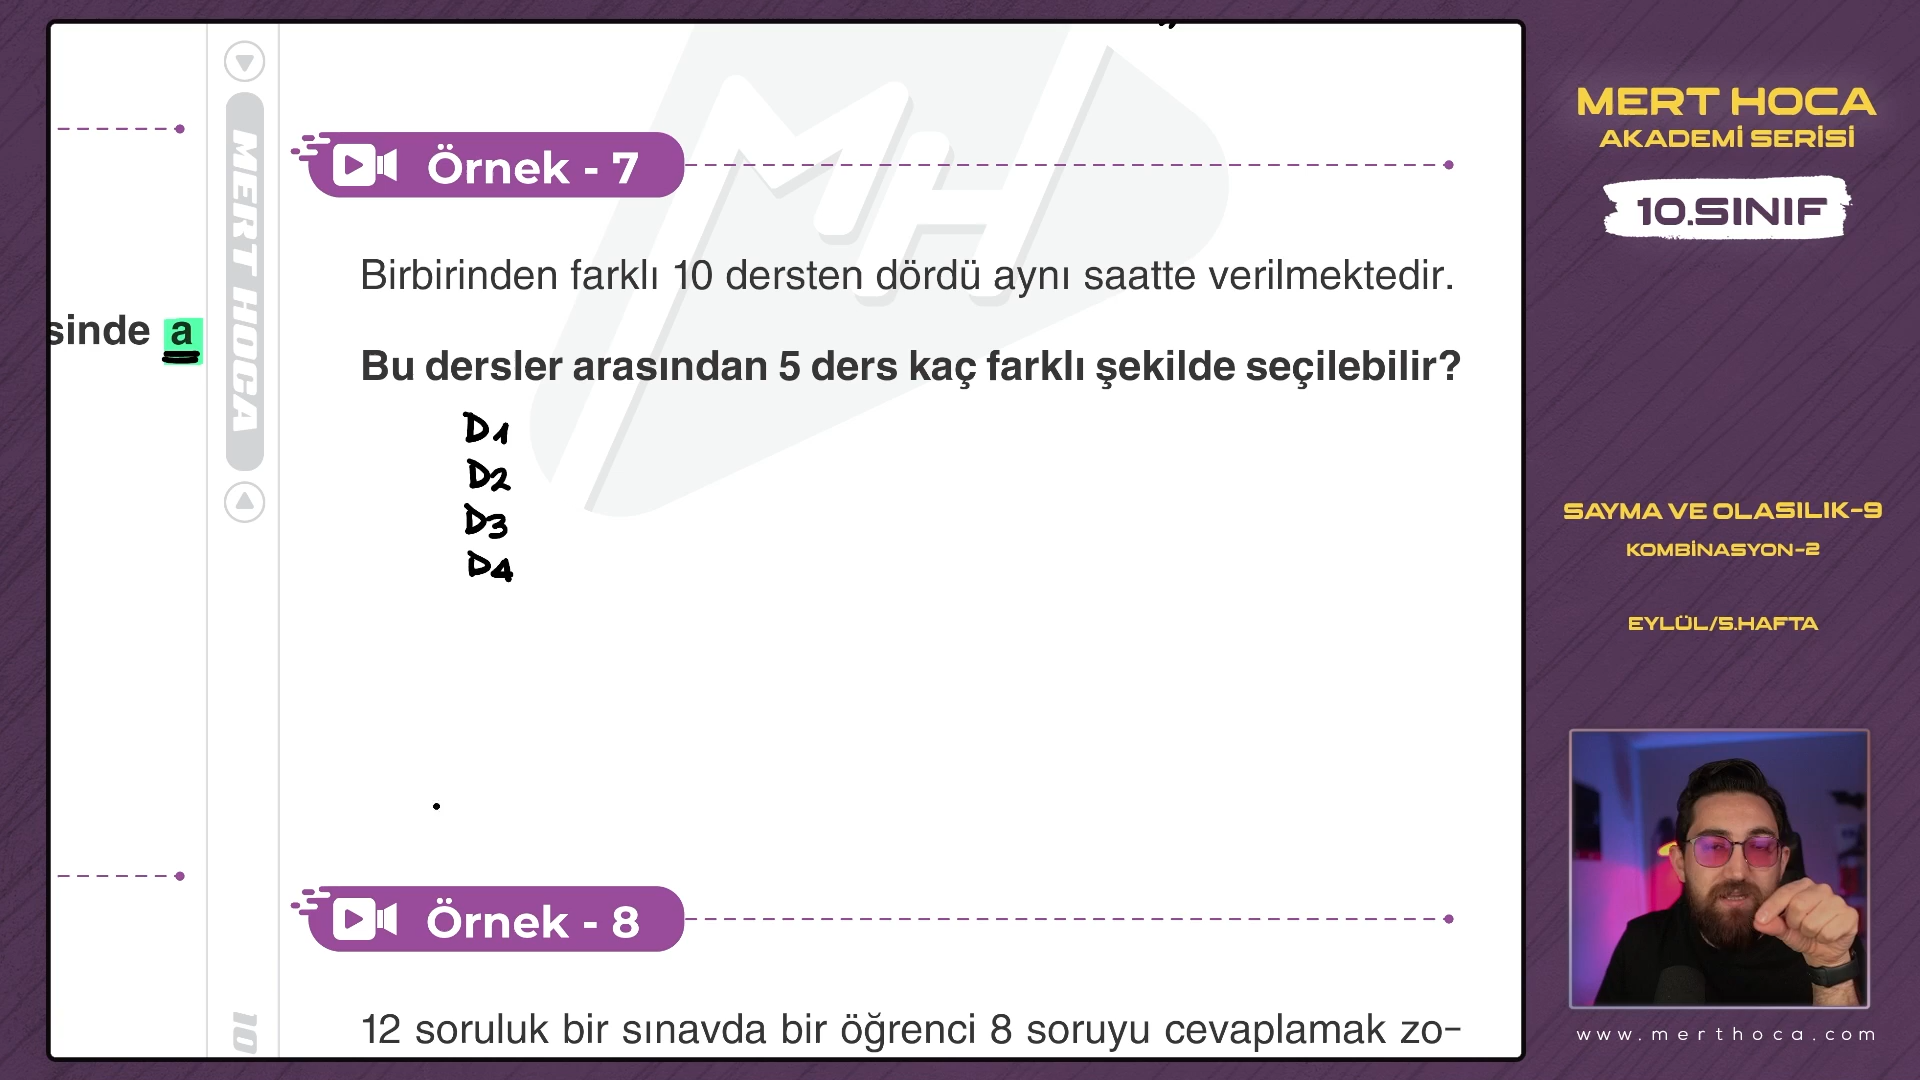 sinde a
MERT HOCA
10
Örnek - 7
Birbirinden farklı 10 dersten dördü aynı saatte verilmektedir.
Bu dersler arasından 5 ders kaç farklı şekilde seçilebilir?
D1
D2
D3
D4
Örnek - 8
12 soruluk bir sınavda bir öğrenci 8 soruyu cevaplamak zo-
MERT HOCA
AKADEMİ SERİSİ
10.SINIF
SAYMA VE OLASILIK-9
KOMBİNASYON-2
EYLÜL/5.HAFTA
www.merthoca.com